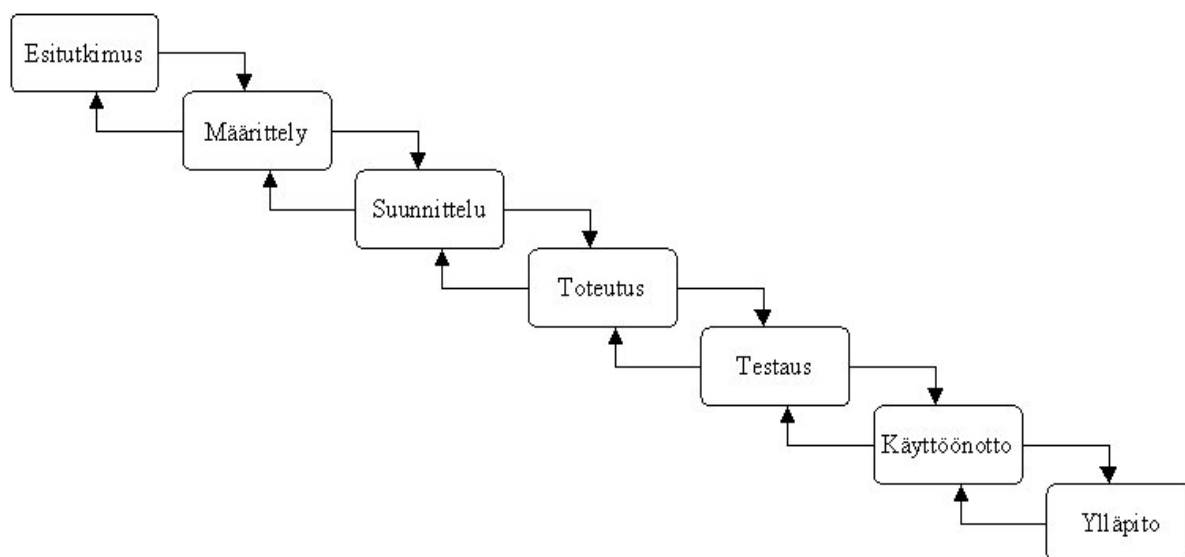 Esitutkimus
Määrittely
Suunnittelu
Toteutus
Testaus
Käyttöönotto
Ylläpito